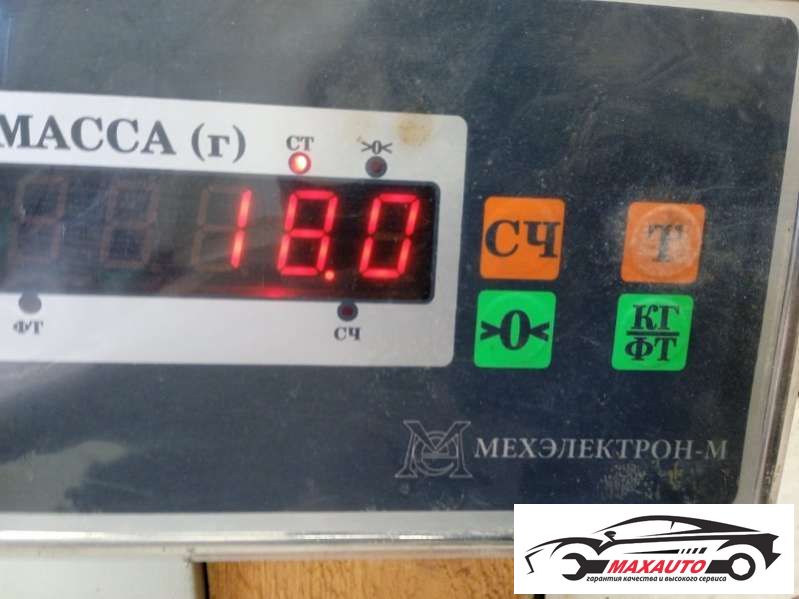 МАССА (г)
СТ
>0<
18.0
ФТ
СЧ
СЧ
Т
>0<
КГ
ФТ
МЕХЭЛЕКТРОН-М
MAXAUTO
гарантия качества и высокого сервиса